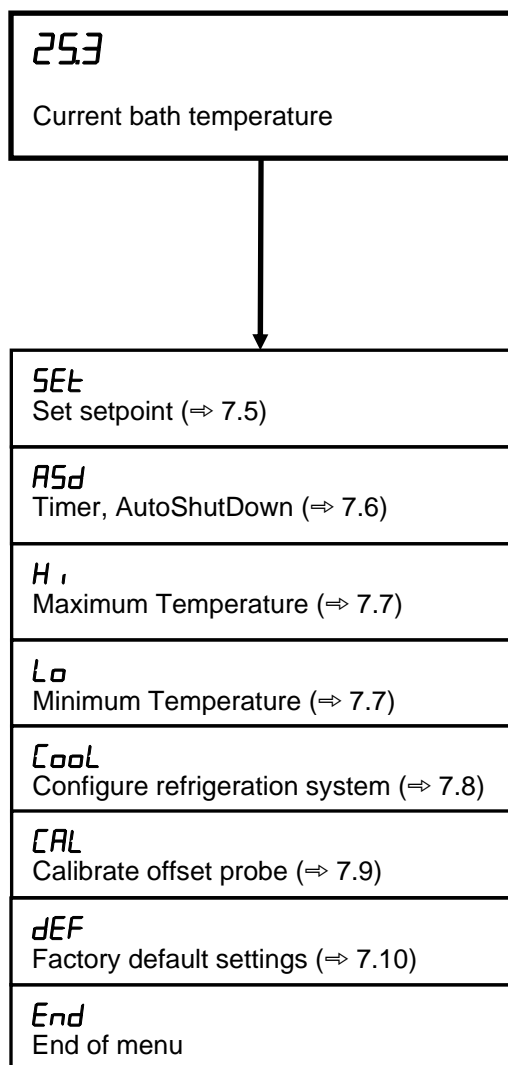 25.3
Current bath temperature
SEt
Set setpoint (⇨ 7.5)
ASd
Timer, AutoShutDown (⇨ 7.6)
H i
Maximum Temperature (⇨ 7.7)
Lo
Minimum Temperature (⇨ 7.7)
CooL
Configure refrigeration system (⇨ 7.8)
CAL
Calibrate offset probe (⇨ 7.9)
dEF
Factory default settings (⇨ 7.10)
End
End of menu